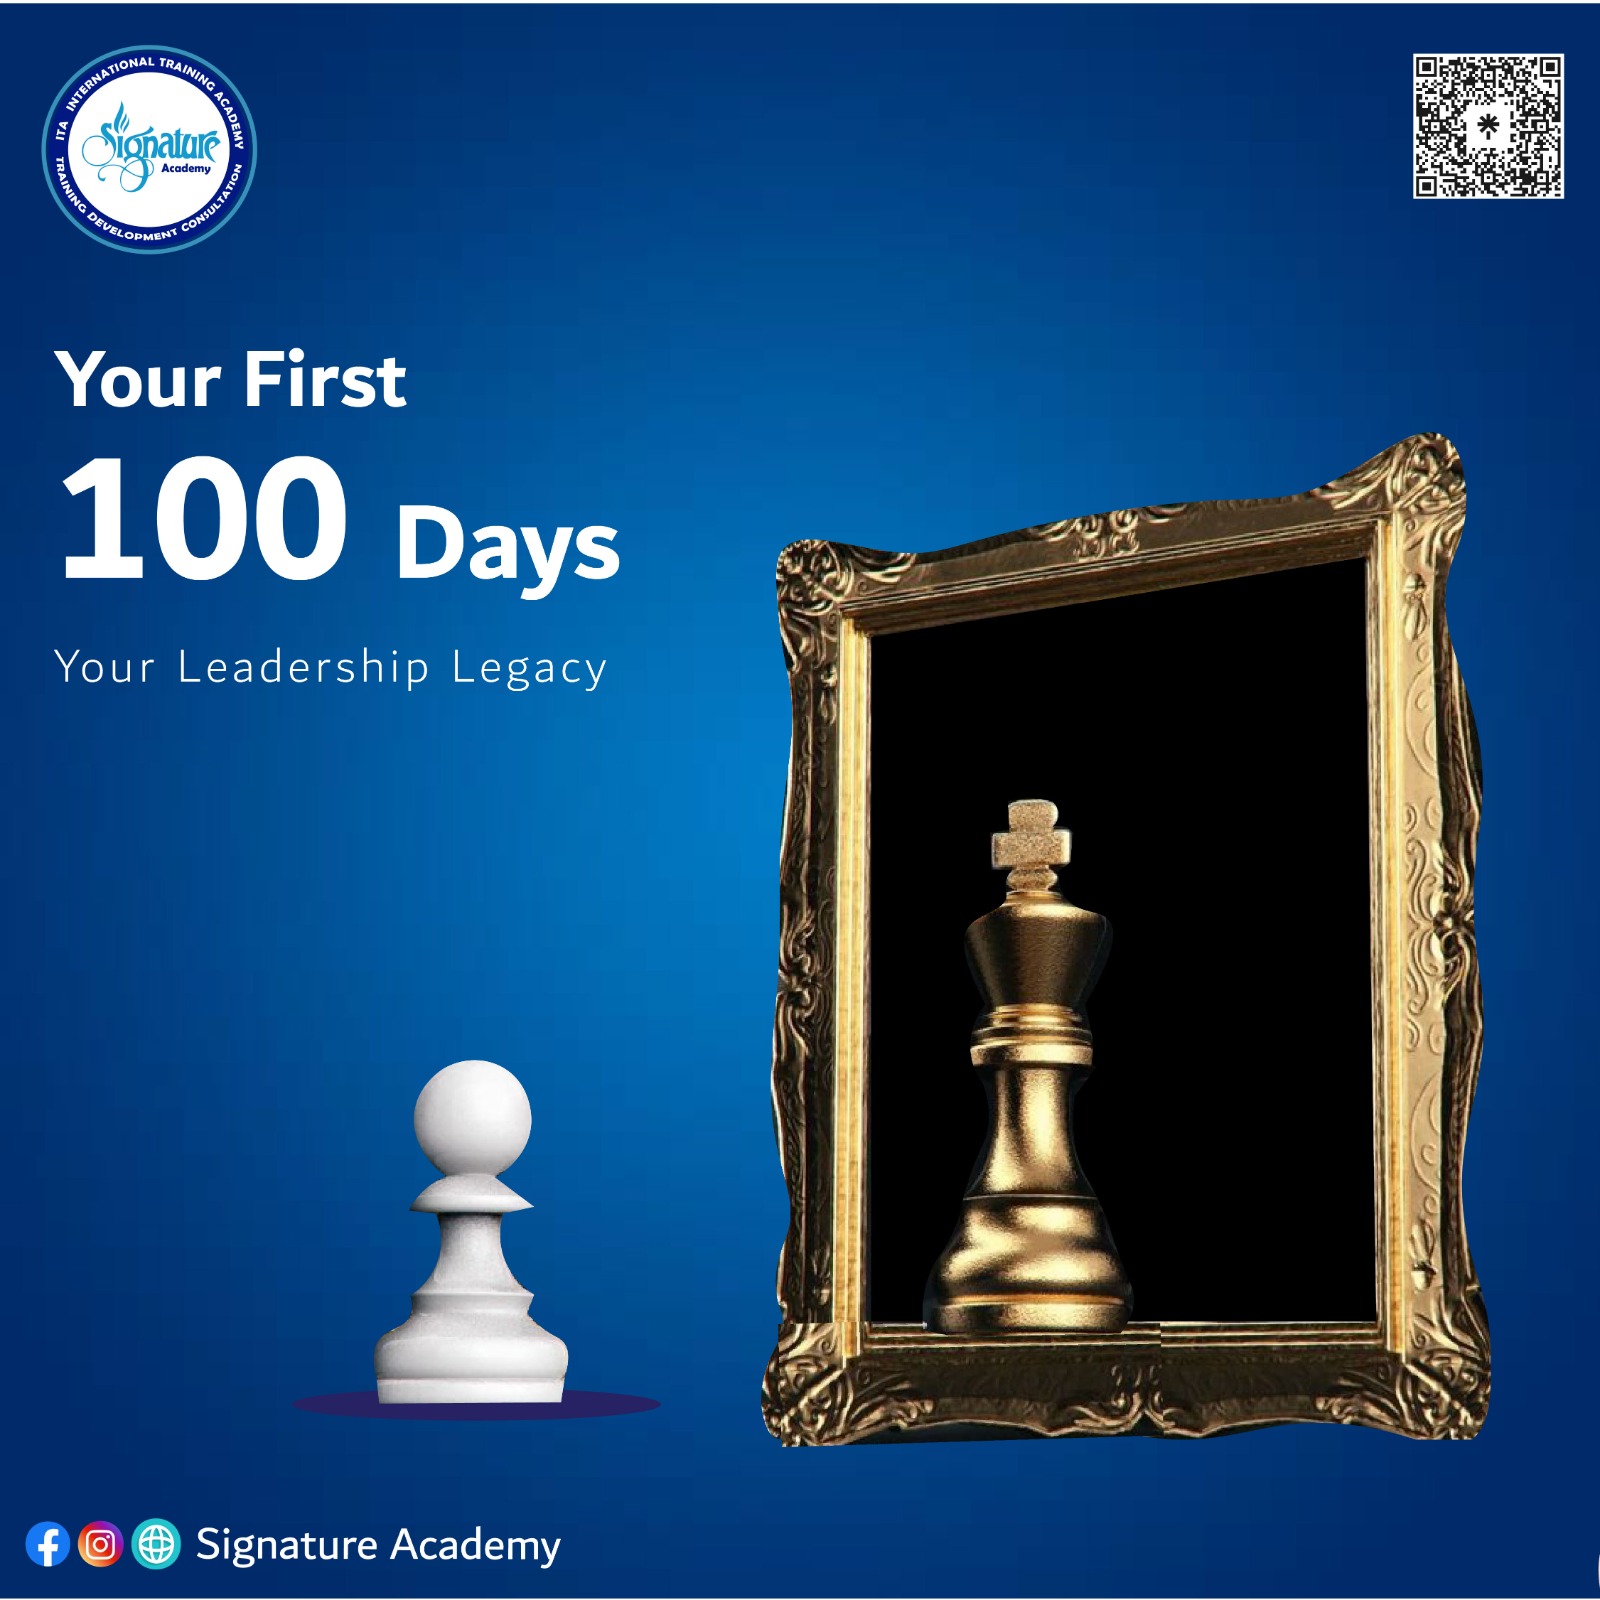 ITA INTERNATIONAL TRAINING ACADEMY
Signature
Academy
TRAINING DEVELOPMENT CONSULTATION
Your First
100 Days
Your Leadership Legacy
Signature Academy